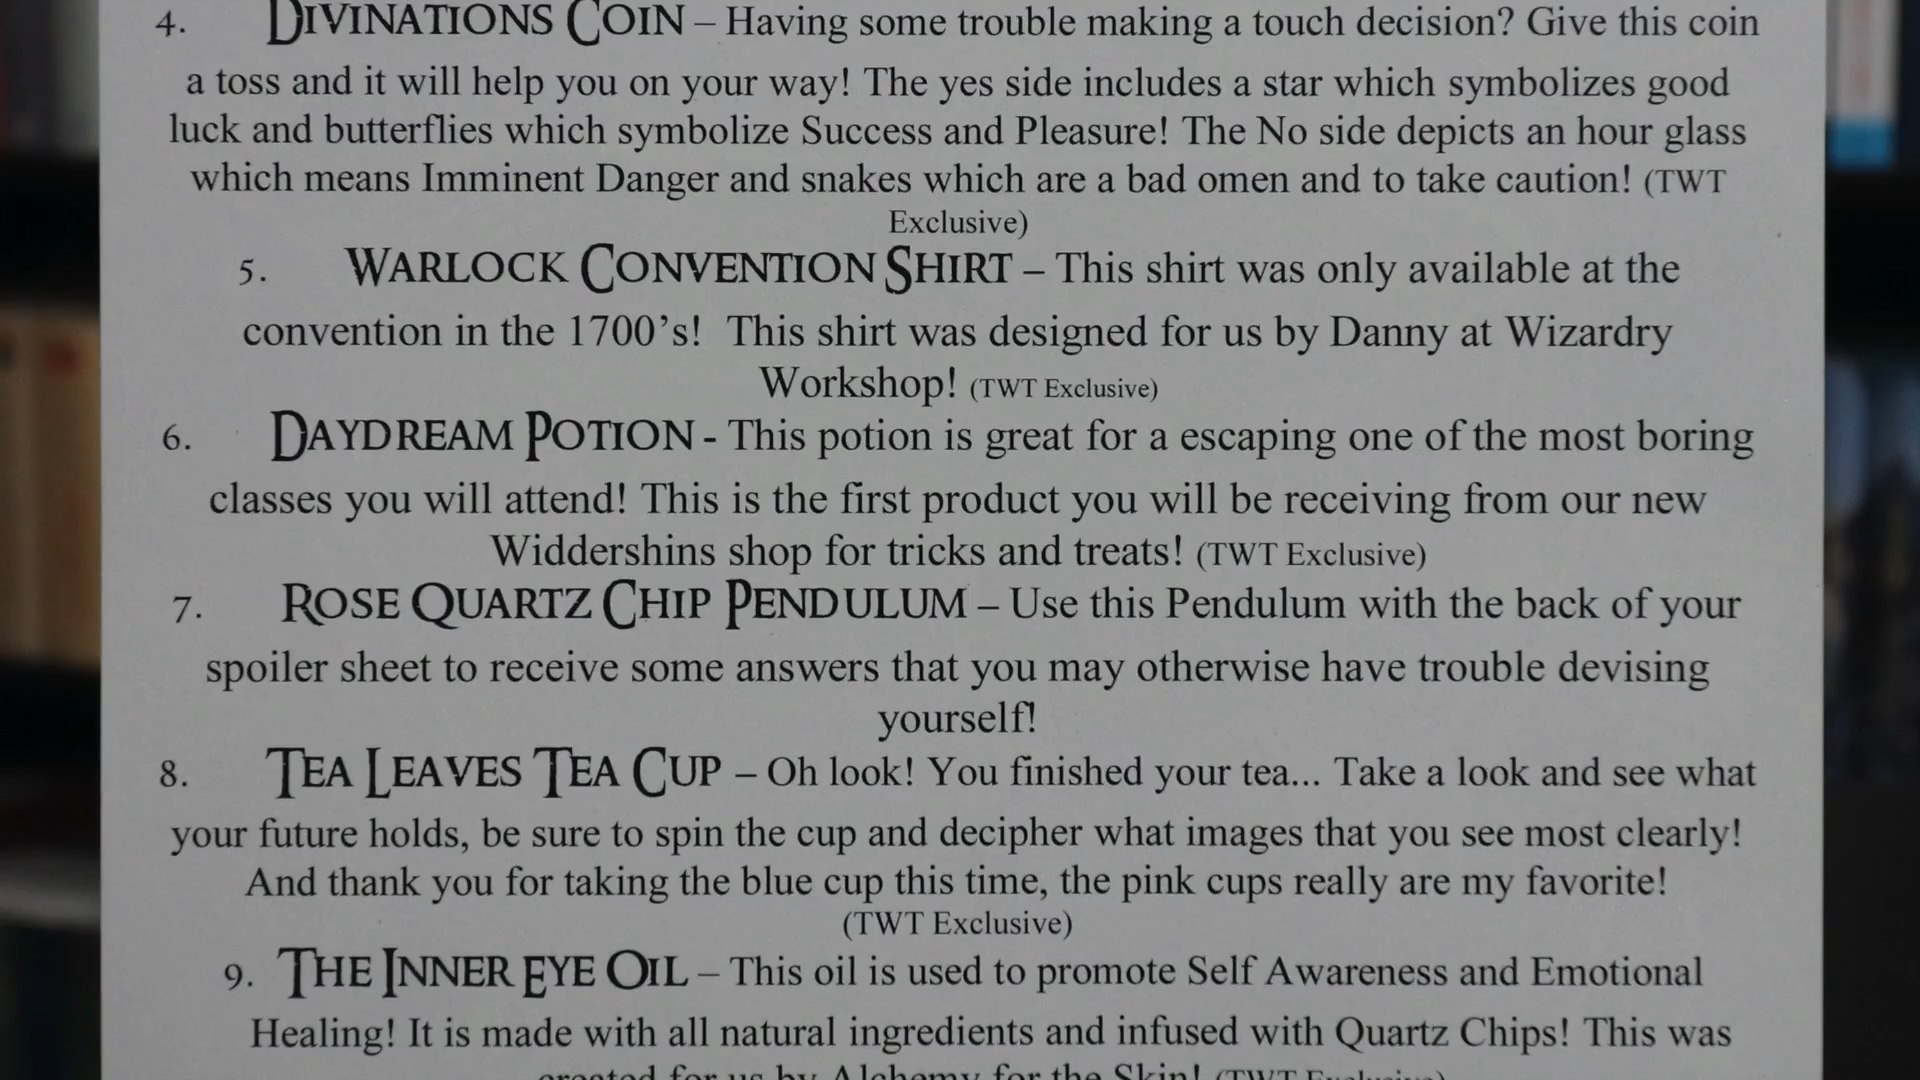 4. DIVINATIONS COIN – Having some trouble making a touch decision? Give this coin
a toss and it will help you on your way! The yes side includes a star which symbolizes good
luck and butterflies which symbolize Success and Pleasure! The No side depicts an hour glass
which means Imminent Danger and snakes which are a bad omen and to take caution! (TWT
Exclusive)
5. WARLOCK CONVENTION SHIRT – This shirt was only available at the
convention in the 1700's! This shirt was designed for us by Danny at Wizardry
Workshop! (TWT Exclusive)
6. DAYDREAM POTION - This potion is great for a escaping one of the most boring
classes you will attend! This is the first product you will be receiving from our new
Widdershins shop for tricks and treats! (TWT Exclusive)
7. ROSE QUARTZ CHIP PENDULUM – Use this Pendulum with the back of your
spoiler sheet to receive some answers that you may otherwise have trouble devising
yourself!
8. TEA LEAVES TEA CUP – Oh look! You finished your tea... Take a look and see what
your future holds, be sure to spin the cup and decipher what images that you see most clearly!
And thank you for taking the blue cup this time, the pink cups really are my favorite!
(TWT Exclusive)
9. THE INNER EYE OIL – This oil is used to promote Self Awareness and Emotional
Healing! It is made with all natural ingredients and infused with Quartz Chips! This was
created for us by Alchemy for the Skin! (TWT Exclusive)